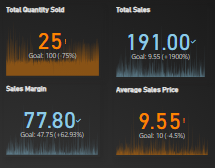 Total Quantity Sold
25!
Goal: 100 (-75%)
Total Sales
191.00✓
Goal: 9.55 (+1900%)
Sales Margin
77.80✓
Goal: 47.75 (+62.93%)
Average Sales Price
9.55!
Goal: 10 (-4.5%)